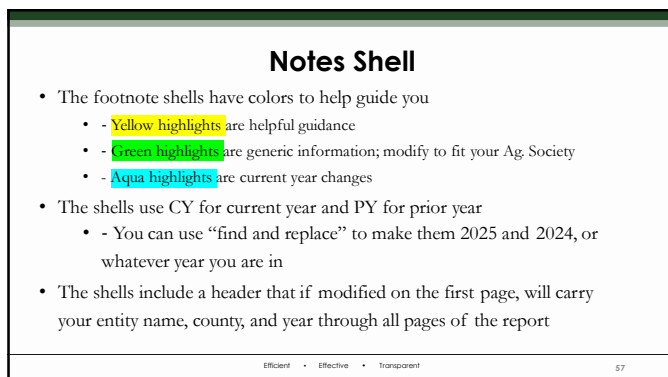 Notes Shell
• The footnote shells have colors to help guide you
• - Yellow highlights are helpful guidance
• - Green highlights are generic information; modify to fit your Ag. Society
• - Aqua highlights are current year changes
• The shells use CY for current year and PY for prior year
• - You can use “find and replace” to make them 2025 and 2024, or
whatever year you are in
• The shells include a header that if modified on the first page, will carry
your entity name, county, and year through all pages of the report
Efficient • Effective • Transparent
57